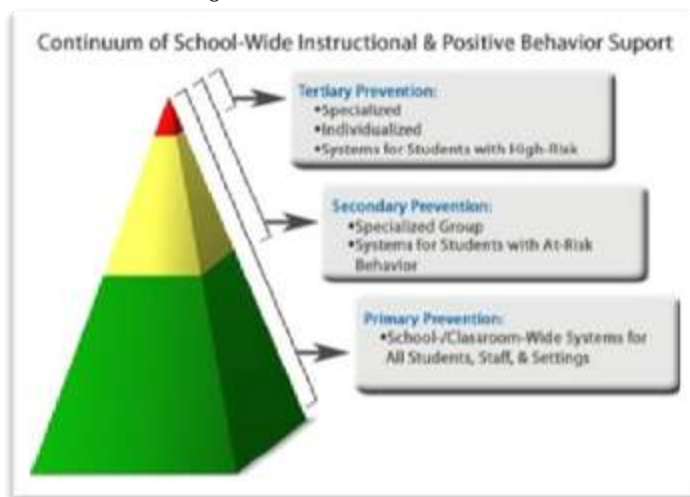 Continuum of School-Wide Instructional & Positive Behavior Suport
Tertiary Prevention:
•Specialized
•Individualized
•Systems for Students with High-Risk
Secondary Prevention:
•Specialized Group
•Systems for Students with At-Risk
Behavior
Primary Prevention:
•School-/Classroom-Wide Systems for
All Students, Staff, & Settings